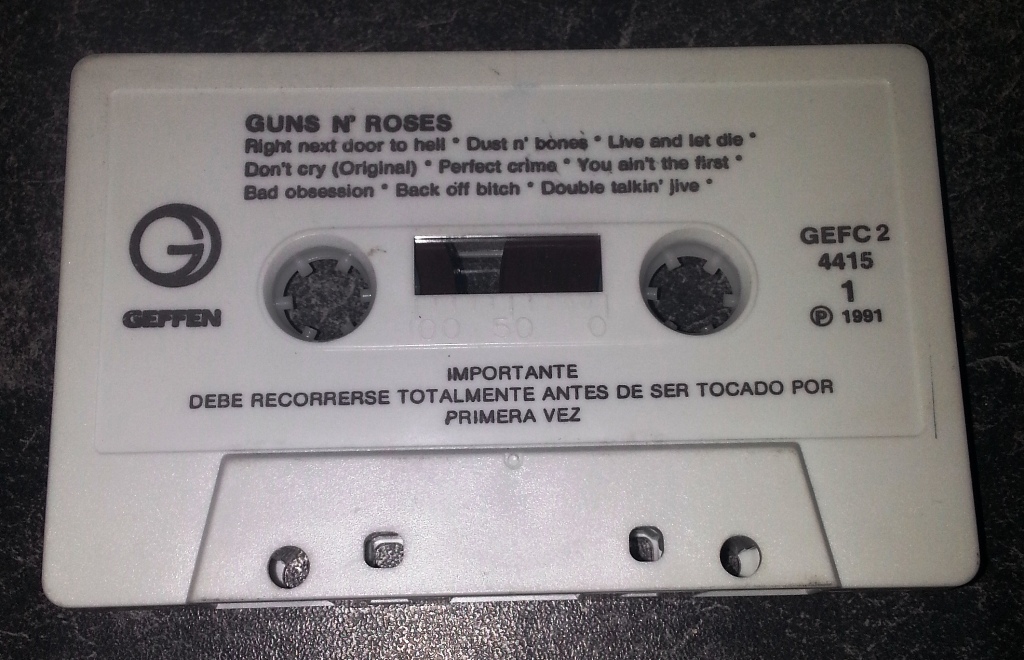 GUNS N' ROSES
Right next door to hell * Dust n' bones * Live and let die *
Don't cry (Original) * Perfect crime * You ain't the first *
Bad obsession * Back off bitch * Double talkin' jive *
G
GEFFEN
GEFC 2
4415
1
℗ 1991
100 50 0
IMPORTANTE
DEBE RECORRERSE TOTALMENTE ANTES DE SER TOCADO POR
PRIMERA VEZ